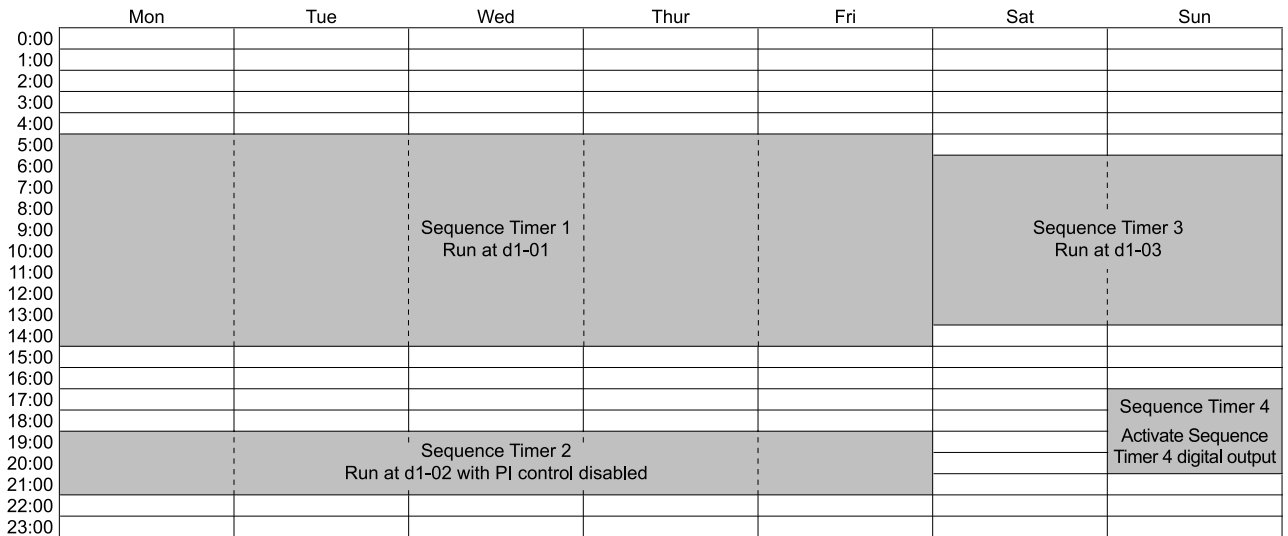 Mon Tue Wed Thur Fri Sat Sun
0:00
1:00
2:00
3:00
4:00
5:00
6:00
7:00
8:00
9:00
10:00
11:00
12:00
13:00
14:00
15:00
16:00
17:00
18:00
19:00
20:00
21:00
22:00
23:00
Sequence Timer 1
Run at d1-01
Sequence Timer 3
Run at d1-03
Sequence Timer 2
Run at d1-02 with PI control disabled
Sequence Timer 4
Activate Sequence
Timer 4 digital output